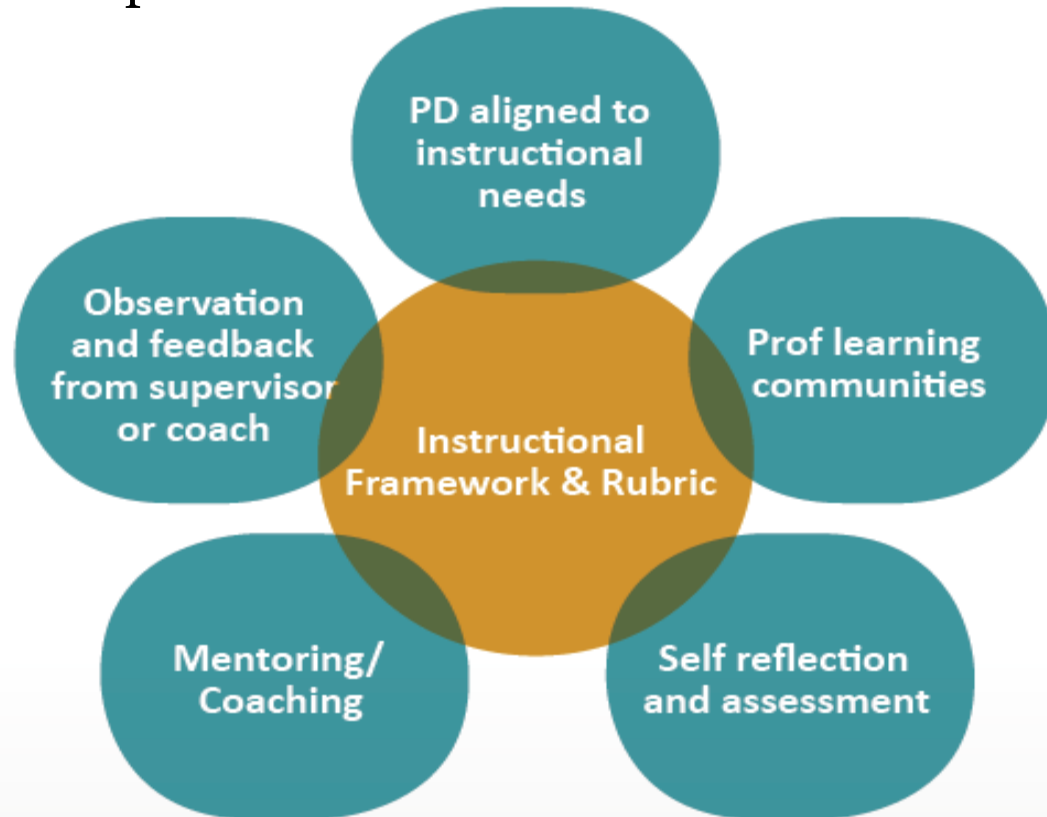 PD aligned to
instructional
needs
Observation
and feedback
from supervisor
or coach
Prof learning
communities
Instructional
Framework & Rubric
Mentoring/
Coaching
Self reflection
and assessment